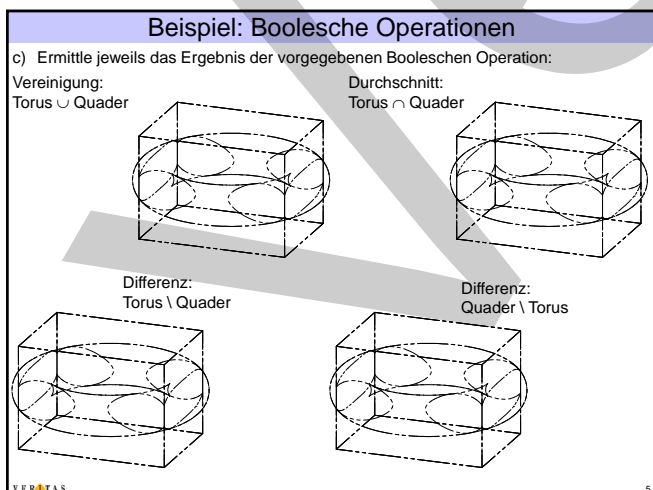 Beispiel: Boolesche Operationen
c) Ermittle jeweils das Ergebnis der vorgegebenen Booleschen Operation:
Vereinigung:
Torus ∪ Quader
Durchschnitt:
Torus ∩ Quader
Differenz:
Torus \ Quader
Differenz:
Quader \ Torus
VERITAS
5